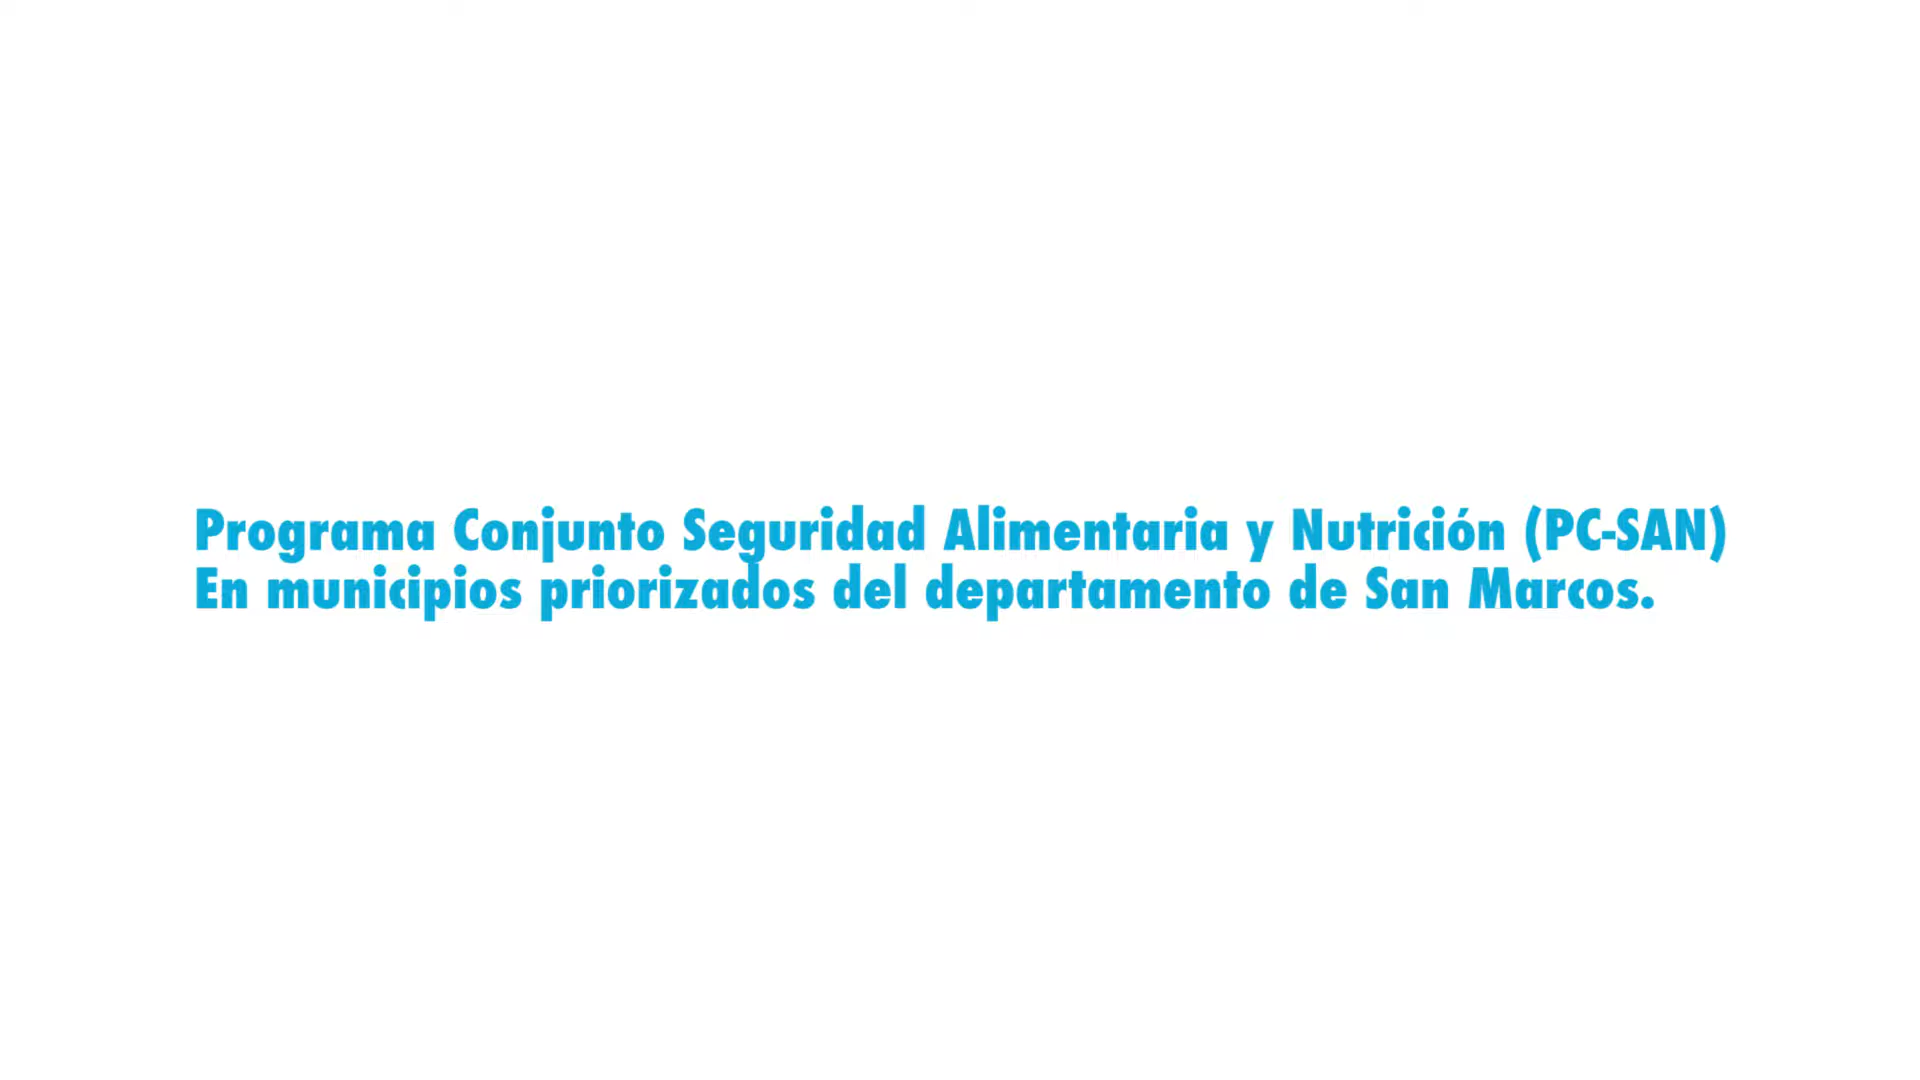 Programa Conjunto Seguridad Alimentaria y Nutrición (PC-SAN)
En municipios priorizados del departamento de San Marcos.